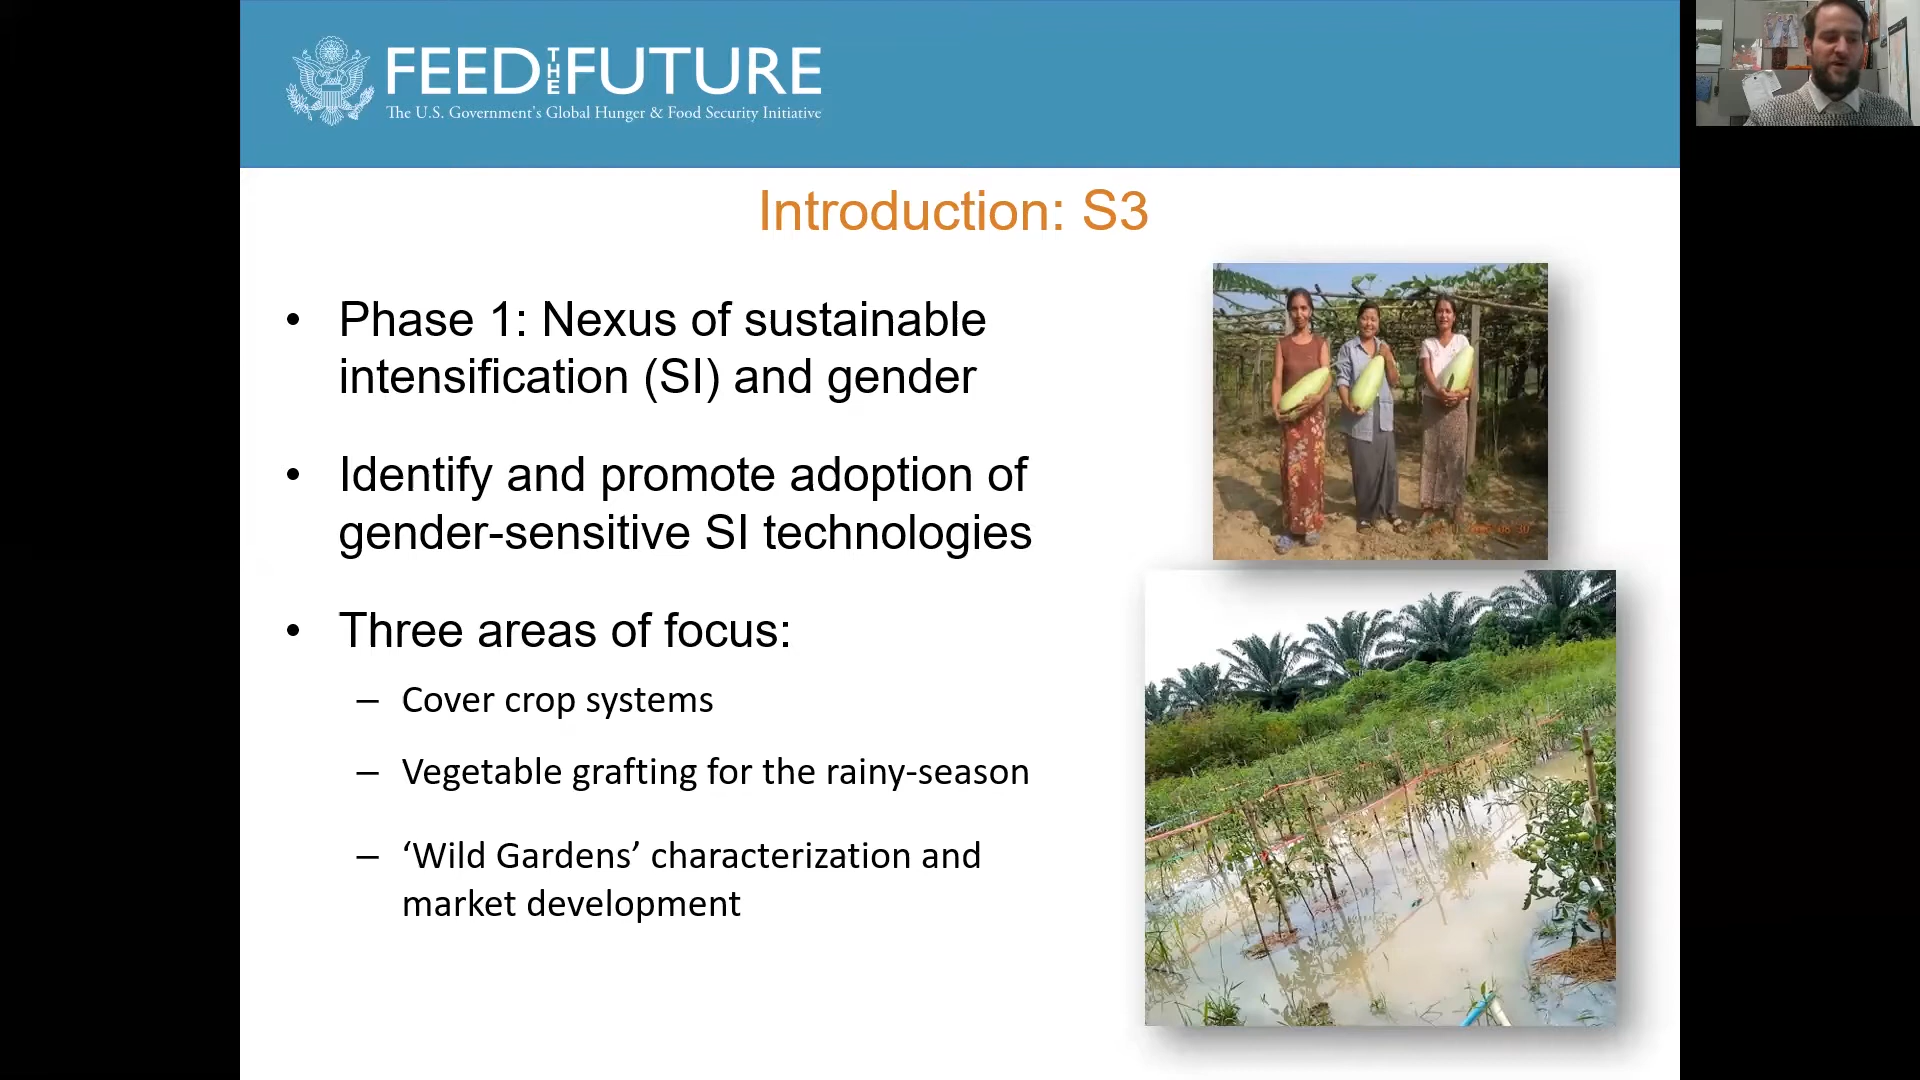 FEED THE FUTURE
The U.S. Government's Global Hunger & Food Security Initiative
Introduction: S3
• Phase 1: Nexus of sustainable
intensification (SI) and gender
• Identify and promote adoption of
gender-sensitive SI technologies
• Three areas of focus:
– Cover crop systems
– Vegetable grafting for the rainy-season
– ‘Wild Gardens’ characterization and
market development